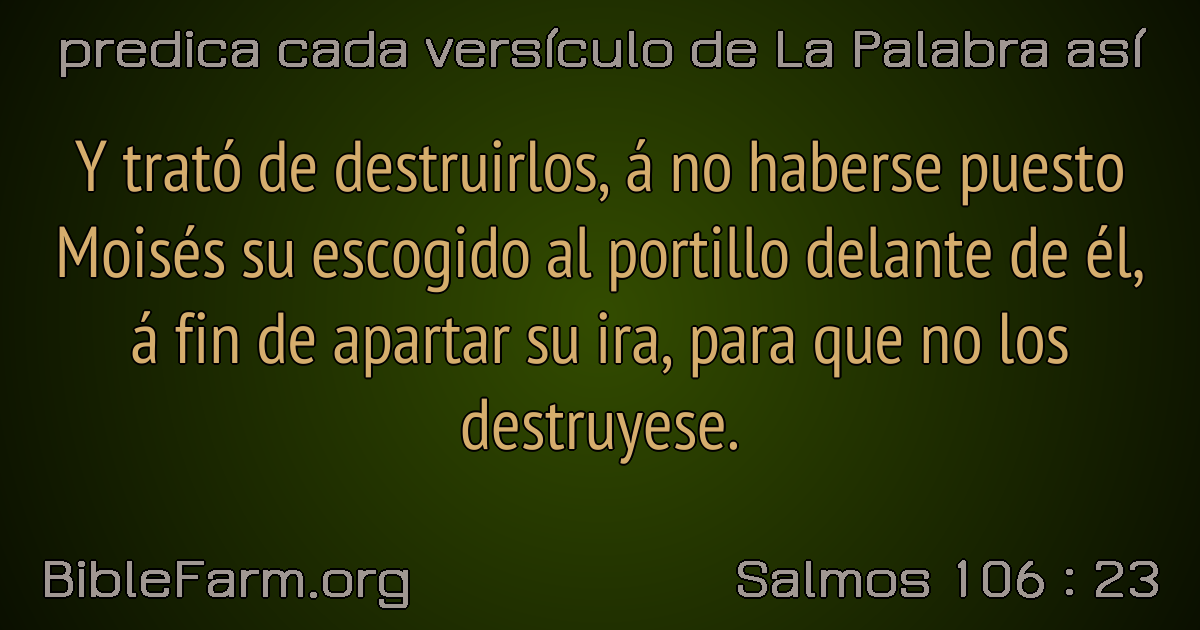 predica cada versículo de La Palabra así
Y trató de destruirlos, á no haberse puesto
Moisés su escogido al portillo delante de él,
á fin de apartar su ira, para que no los
destruyese.
BibleFarm.org
Salmos 106 : 23